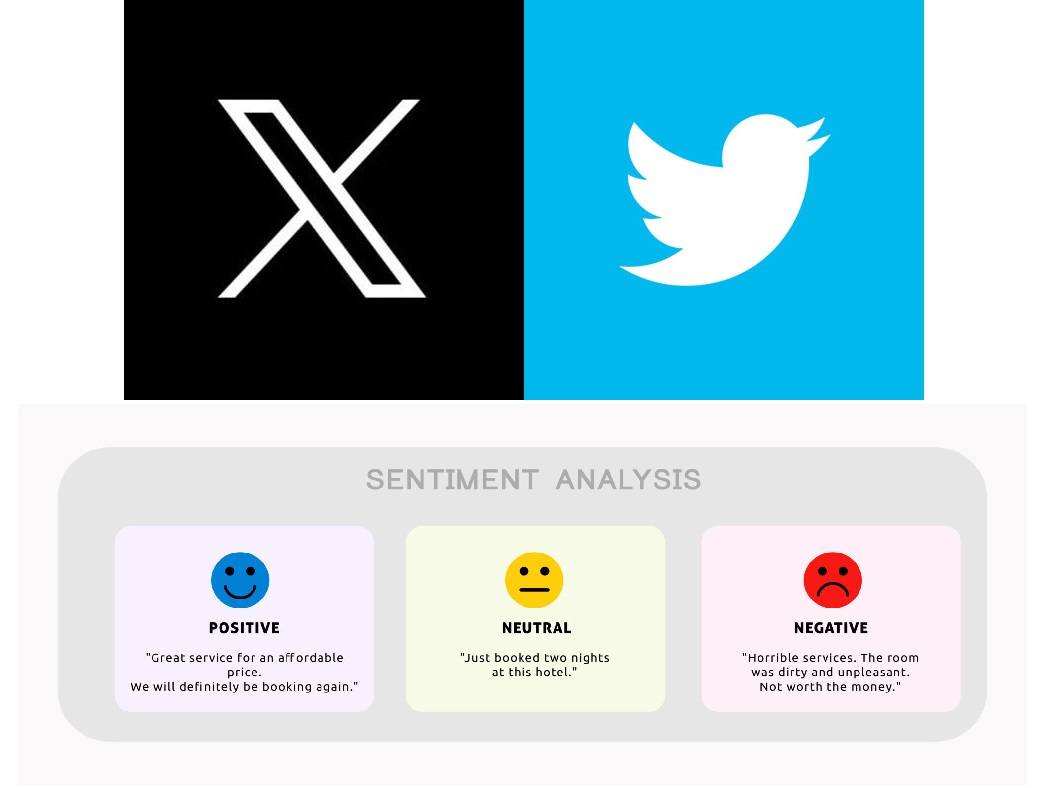 SENTIMENT ANALYSIS
POSITIVE
"Great service for an affordable
price.
We will definitely be booking again."
NEUTRAL
"Just booked two nights
at this hotel."
NEGATIVE
"Horrible services. The room
was dirty and unpleasant.
Not worth the money."